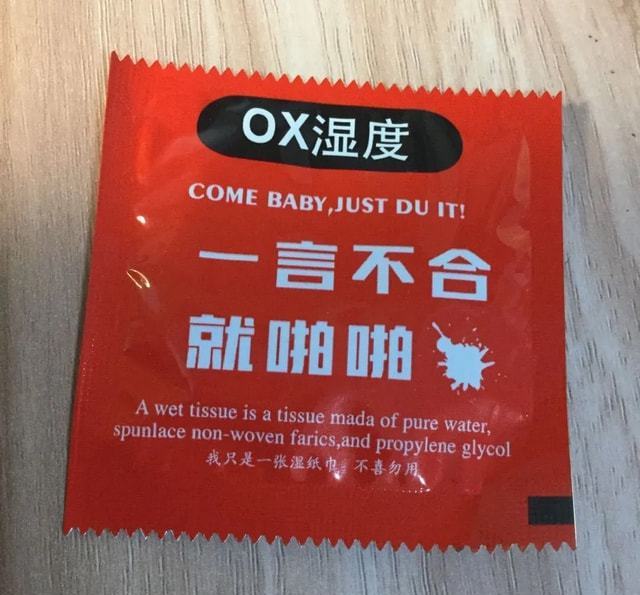 OX湿度
COME BABY,JUST DU IT!
一言不合
就啪啪
A wet tissue is a tissue mada of pure water,
spunlace non-woven farics,and propylene glycol
我只是一张湿纸巾 不喜勿用